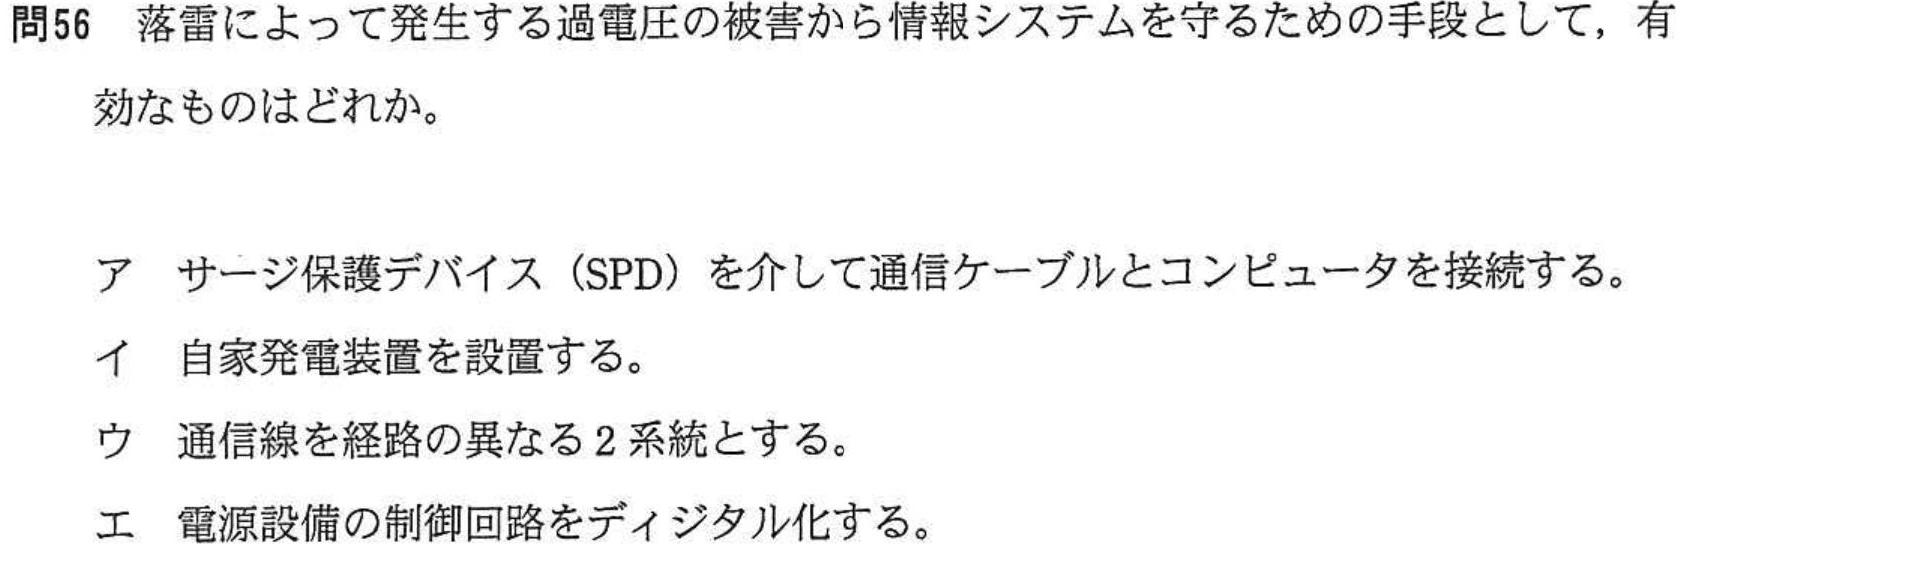 問56 落雷によって発生する過電圧の被害から情報システムを守るための手段として，有
効なものはどれか。
ア サージ保護デバイス（SPD）を介して通信ケーブルとコンピュータを接続する。
イ 自家発電装置を設置する。
ウ 通信線を経路の異なる2系統とする。
エ 電源設備の制御回路をディジタル化する。